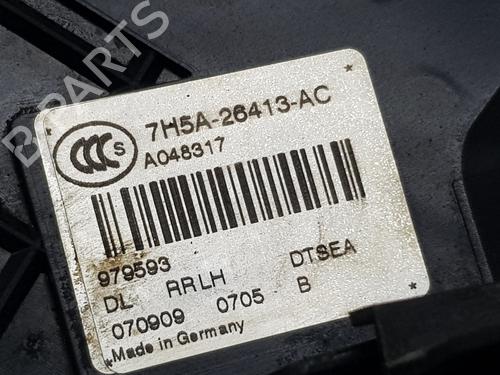 B PARTS
CCC S
7H5A-26413-AC
A048317
979593
DL RRLH DTSEA
070909 0705 B
Made in Germany